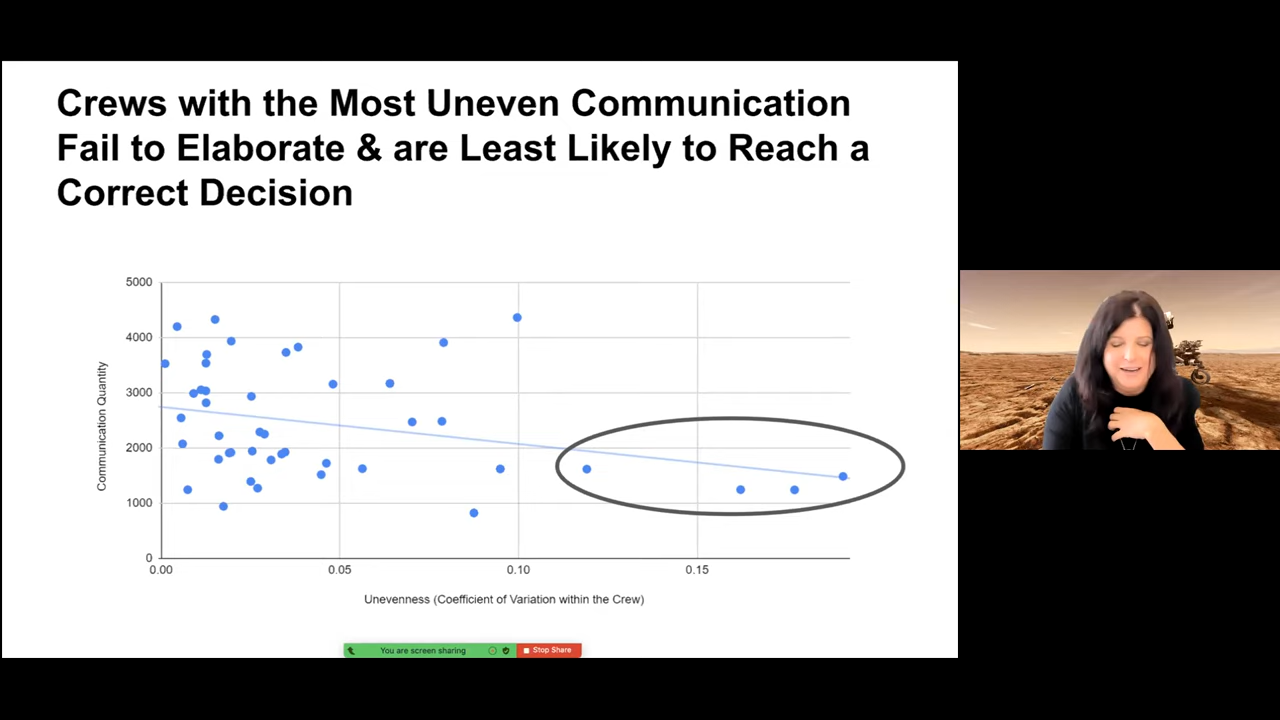 Crews with the Most Uneven Communication
Fail to Elaborate & are Least Likely to Reach a
Correct Decision
5000
4000
3000
2000
1000
0
Communication Quantity
0.00
0.05
0.10
0.15
Unevenness (Coefficient of Variation within the Crew)
You are screen sharing
Stop Share